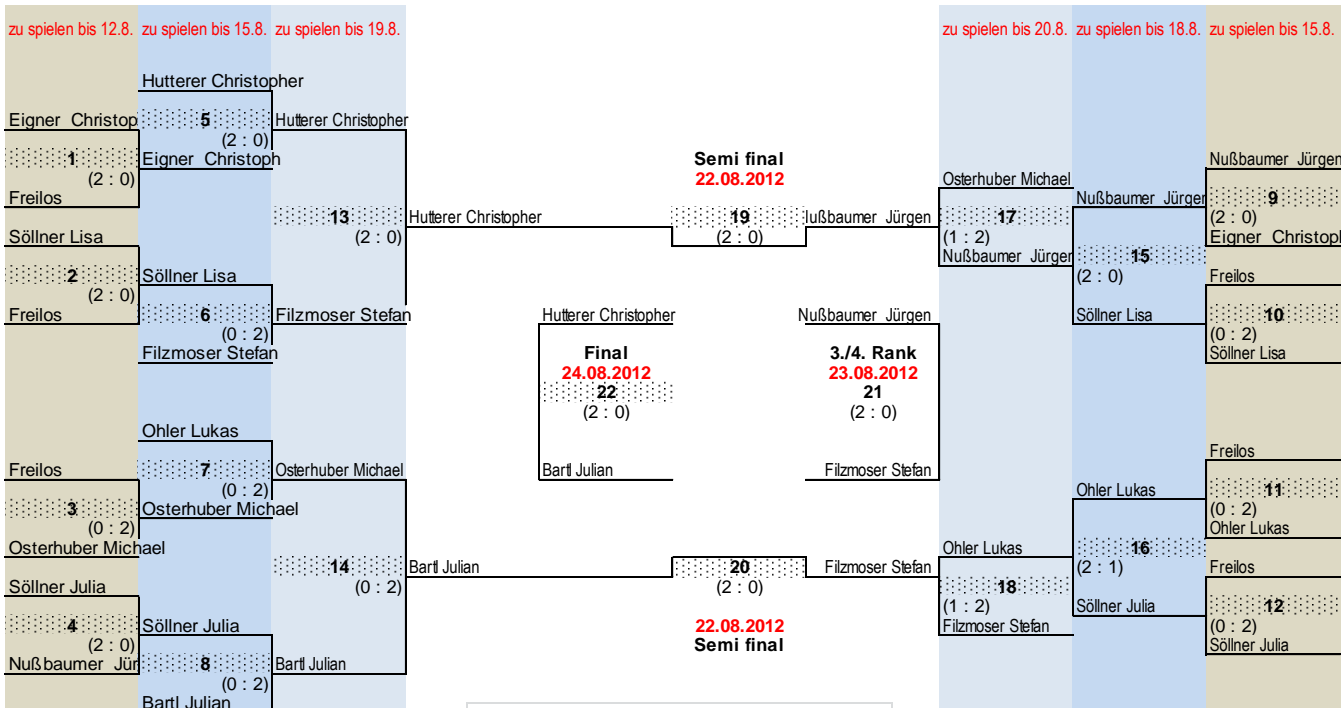 zu spielen bis 12.8. zu spielen bis 15.8. zu spielen bis 19.8. zu spielen bis 20.8. zu spielen bis 18.8. zu spielen bis 15.8.
Hutterer Christopher
Eigner Christop 5 Hutterer Christopher
(2 : 0)
1 Eigner Christoph Semi final Nußbaumer Jürgen
(2 : 0) 22.08.2012 Osterhuber Michael
Freilos Nußbaumer Jürgen 9
13 Hutterer Christopher 19 ußbaumer Jürgen 17 (2 : 0)
Söllner Lisa (2 : 0) (2 : 0) (1 : 2) Eigner Christoph
Nußbaumer Jürgen 15
2 Söllner Lisa (2 : 0) Freilos
(2 : 0)
Freilos 6 Filzmoser Stefan Hutterer Christopher Nußbaumer Jürgen Söllner Lisa 10
(0 : 2) (0 : 2)
Filzmoser Stefan Final 3./4. Rank Söllner Lisa
24.08.2012 23.08.2012
22 21
(2 : 0) (2 : 0)
Ohler Lukas
Freilos
Freilos 7 Osterhuber Michael Bartl Julian Filzmoser Stefan
(0 : 2) Ohler Lukas 11
3 Osterhuber Michael (0 : 2)
(0 : 2) Ohler Lukas
Osterhuber Michael Ohler Lukas 16
14 Bartl Julian 20 Filzmoser Stefan (2 : 1) Freilos
Söllner Julia (0 : 2) (2 : 0) 18
(1 : 2) Söllner Julia 12
4 Söllner Julia 22.08.2012 Filzmoser Stefan (0 : 2)
(2 : 0) Semi final Söllner Julia
Nußbaumer Jür 8 Bartl Julian
(0 : 2)
Bartl Julian